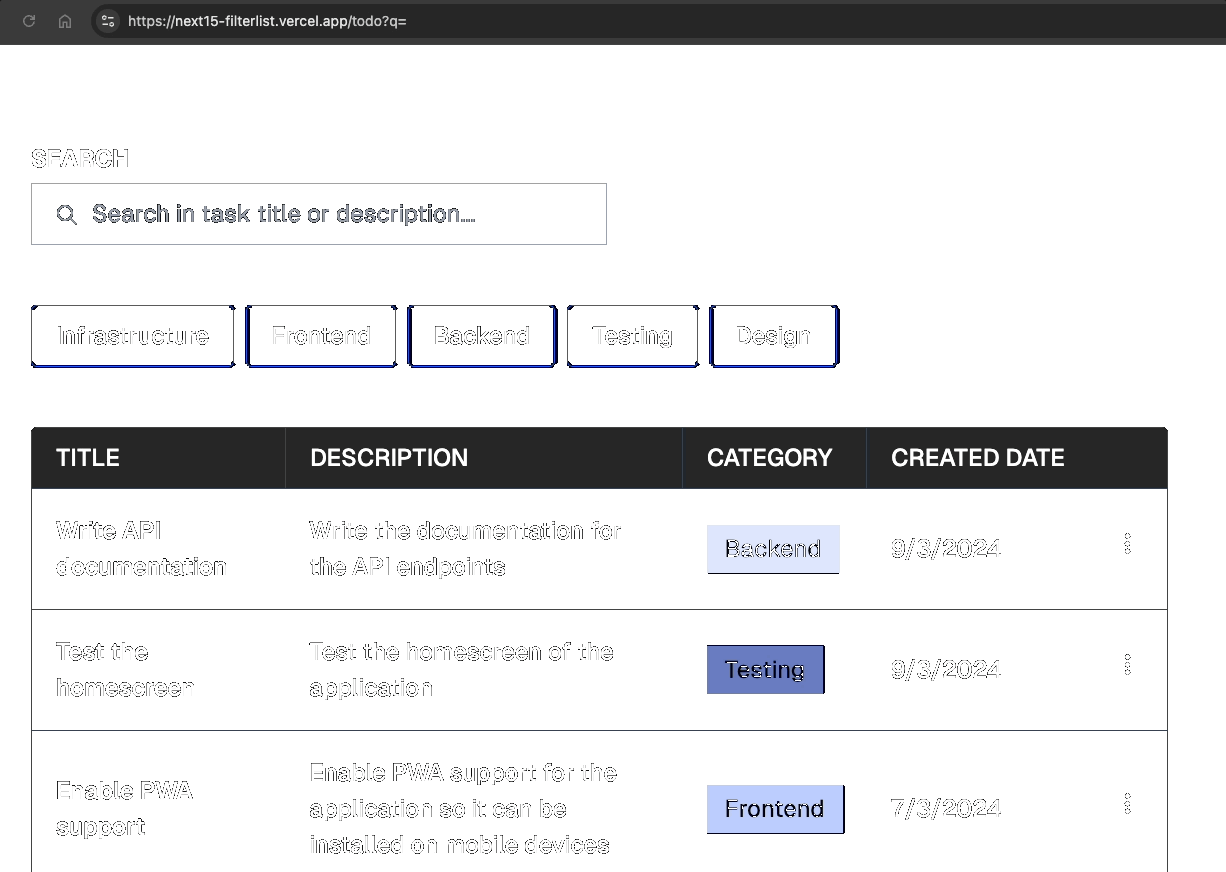 https://next15-filterlist.vercel.app/todo?q=
SEARCH
Search in task title or description...
Infrastructure Frontend Backend Testing Design
TITLE DESCRIPTION CATEGORY CREATED DATE
Write API
documentation
Write the documentation for
the API endpoints
Backend
9/3/2024
Test the
homescreen
Test the homescreen of the
application
Testing
9/3/2024
Enable PWA
support
Enable PWA support for the
application so it can be
installed on mobile devices
Frontend
7/3/2024